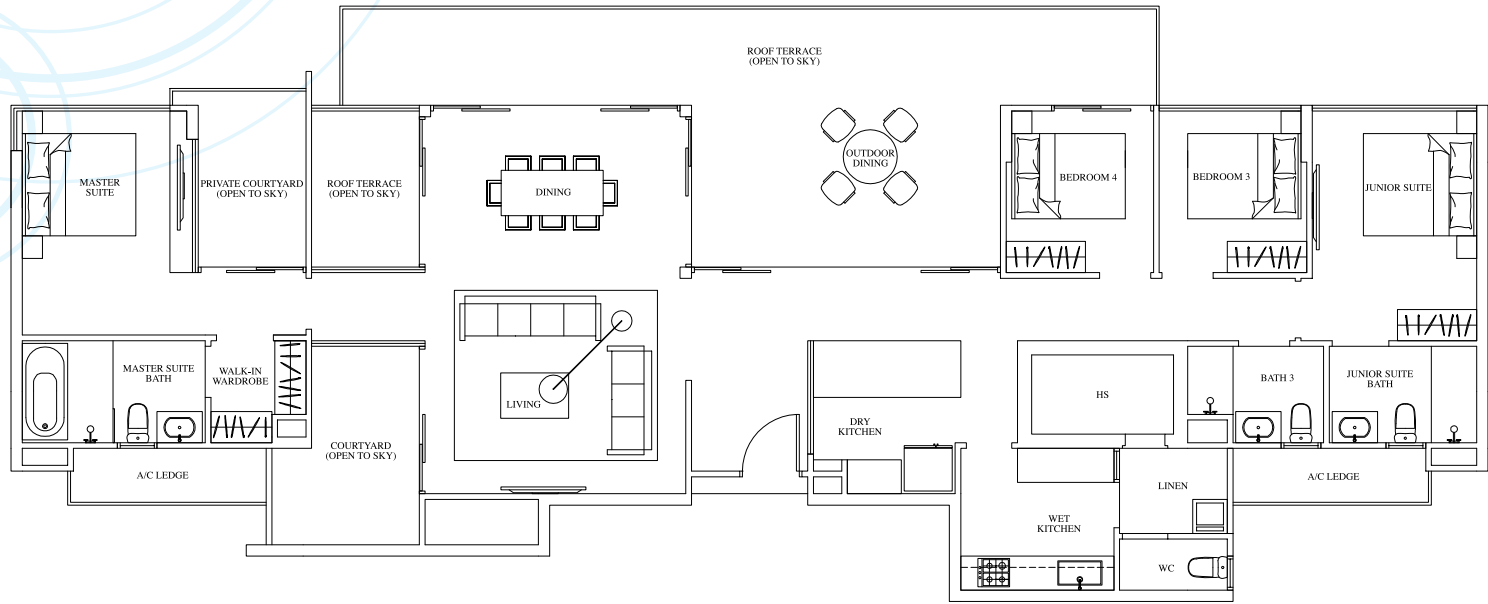 ROOF TERRACE
(OPEN TO SKY)
MASTER
SUITE
PRIVATE COURTYARD
(OPEN TO SKY)
ROOF TERRACE
(OPEN TO SKY)
DINING
OUTDOOR
DINING
BEDROOM 4
BEDROOM 3
JUNIOR SUITE
MASTER SUITE
BATH
WALK-IN
WARDROBE
LIVING
DRY
KITCHEN
HS
BATH 3
JUNIOR SUITE
BATH
COURTYARD
(OPEN TO SKY)
A/C LEDGE
WET
KITCHEN
LINEN
A/C LEDGE
WC